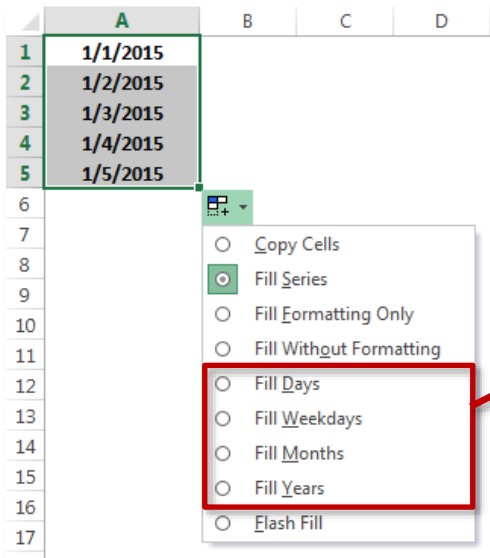 A B C D
1 1/1/2015
2 1/2/2015
3 1/3/2015
4 1/4/2015
5 1/5/2015
6
7 Copy Cells
8 Fill Series
9 Fill Formatting Only
10
11 Fill Without Formatting
12 Fill Days
13 Fill Weekdays
14 Fill Months
15 Fill Years
16
17 Flash Fill